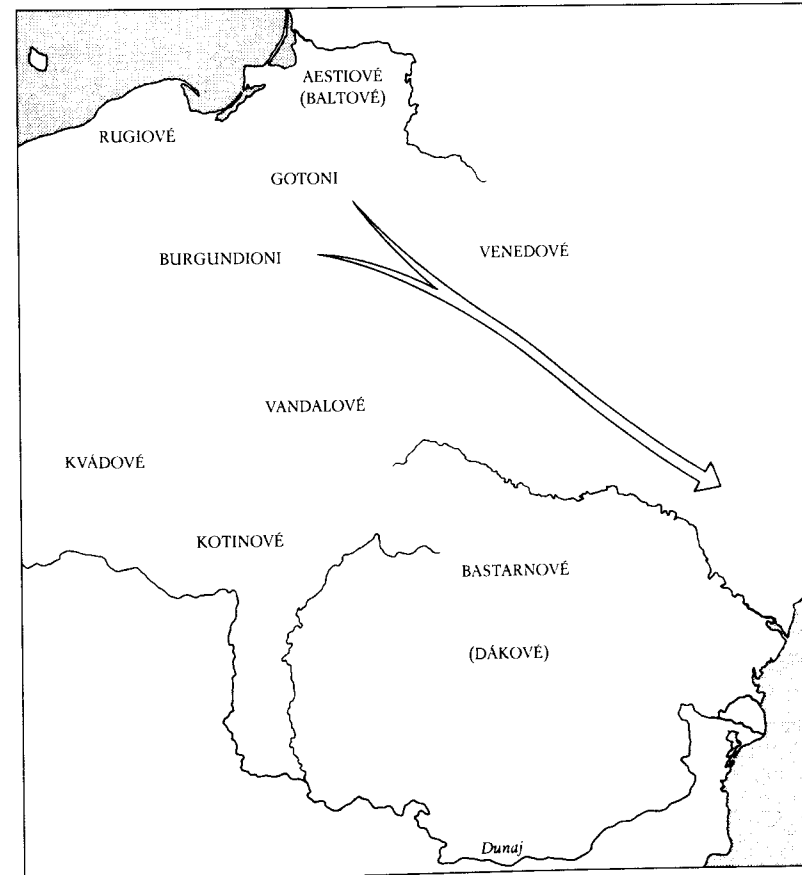 AESTIOVÉ
(BALTOVÉ)
RUGIOVÉ
GOTONI
BURGUNDIONI
VENEDOVÉ
VANDALOVÉ
KVÁDOVÉ
KOTINOVÉ
BASTARNOVÉ
(DÁKOVÉ)
Dunaj